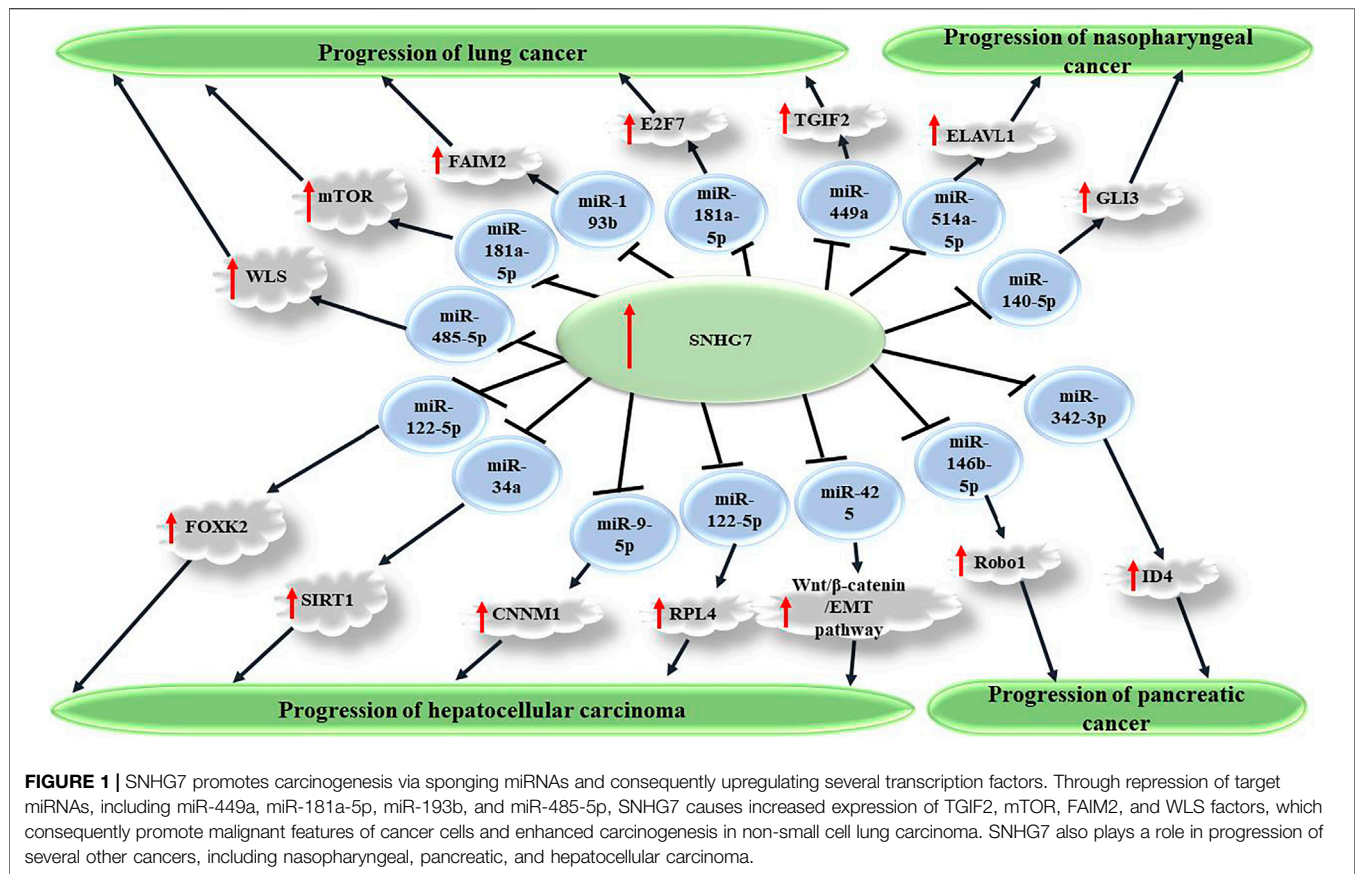 Progression of lung cancer
Progression of nasopharyngeal
cancer
E2F7
TGIF2
ELAVL1
FAIM2
mTOR
GLI3
WLS
miR-1
93b
miR-
181a-
5p
miR-
449a
miR-
514a-
5p
miR-
181a-
5p
miR-
140-5p
miR-
485-5p
SNHG7
miR-
122-5p
miR-
342-3p
miR-
34a
miR-
146b-
5p
miR-9-
5p
miR-
122-5p
miR-42
5
FOXK2
SIRT1
CNNM1
RPL4
Wnt/β-catenin
/EMT
pathway
Robo1
ID4
Progression of hepatocellular carcinoma
Progression of pancreatic
cancer
FIGURE 1 | SNHG7 promotes carcinogenesis via sponging miRNAs and consequently upregulating several transcription factors. Through repression of target
miRNAs, including miR-449a, miR-181a-5p, miR-193b, and miR-485-5p, SNHG7 causes increased expression of TGIF2, mTOR, FAIM2, and WLS factors, which
consequently promote malignant features of cancer cells and enhanced carcinogenesis in non-small cell lung carcinoma. SNHG7 also plays a role in progression of
several other cancers, including nasopharyngeal, pancreatic, and hepatocellular carcinoma.